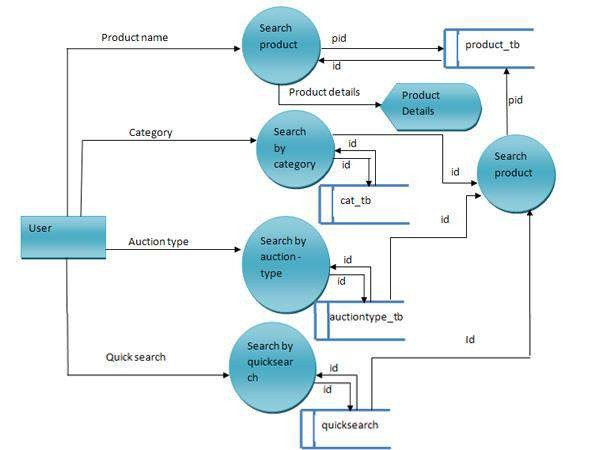 Product name
Search
product
pid
id
product_tb
Product details
Product
Details
pid
Category
Search
by
category
id
id
id
cat_tb
Search
product
User
Auction type
Search by
auction -
type
id
id
id
auctiontype_tb
Quick search
Search by
quicksear
ch
id
id
Id
quicksearch